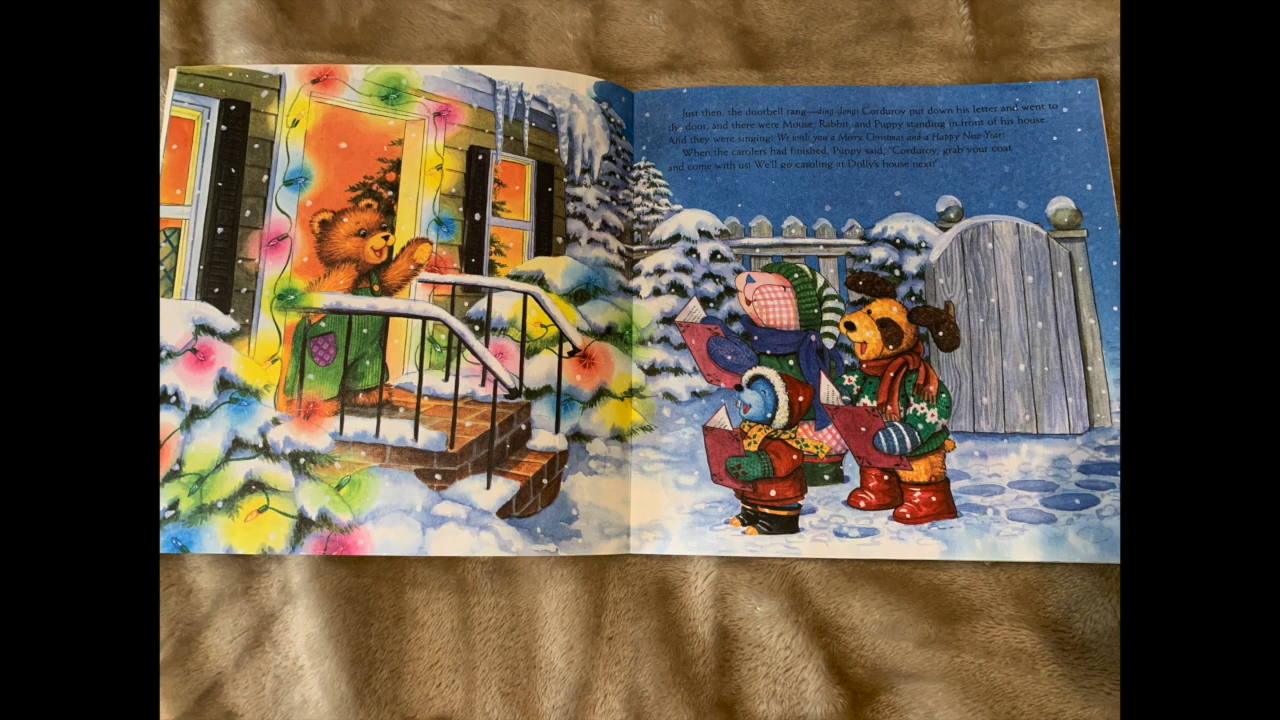 Just then, the doorbell rang—ding-dong! Corduroy put down his letter and went to
the door, and there were Mouse, Rabbit, and Puppy standing in front of his house.
And they were singing: We wish you a Merry Christmas and a Happy New Year!
When the carolers had finished, Puppy said, "Corduroy, grab your coat
and come with us! We'll go caroling at Dolly's house next!"